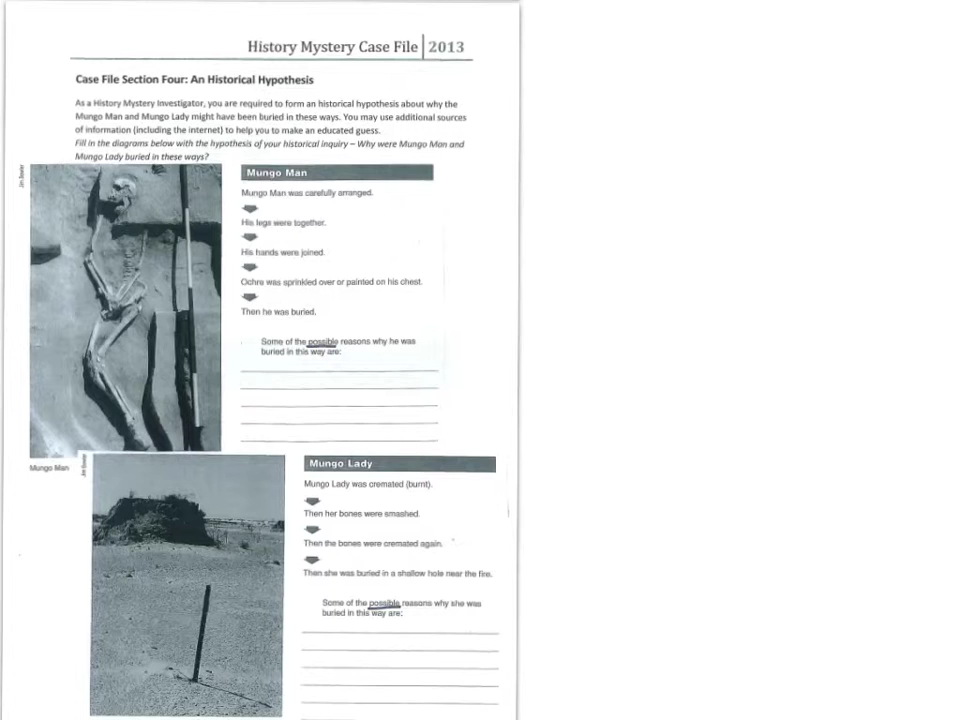 History Mystery Case File | 2013
Case File Section Four: An Historical Hypothesis
As a History Mystery Investigator, you are required to form an historical hypothesis about why the
Mungo Man and Mungo Lady might have been buried in these ways. You may use additional sources
of information (including the internet) to help you to make an educated guess.
Fill in the diagrams below with the hypothesis of your historical inquiry – Why were Mungo Man and
Mungo Lady buried in these ways?
Mungo Man
Mungo Man was carefully arranged.
His legs were together.
His hands were joined.
Ochre was sprinkled over or painted on his chest.
Then he was buried.
Some of the possible reasons why he was
buried in this way are:
Mungo Man
Mungo Lady
Mungo Lady was cremated (burnt).
Then her bones were smashed.
Then the bones were cremated again.
Then she was buried in a shallow hole near the fire.
Some of the possible reasons why she was
buried in this way are: